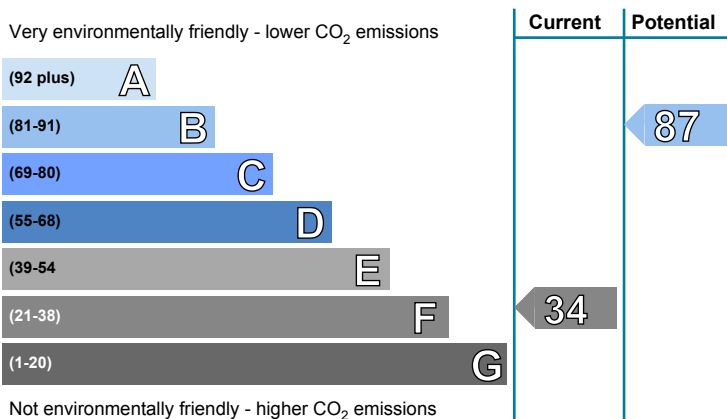 Current Potential
Very environmentally friendly - lower CO₂ emissions
(92 plus) A
(81-91) B 87
(69-80) C
(55-68) D
(39-54 E
(21-38) F 34
(1-20) G
Not environmentally friendly - higher CO₂ emissions